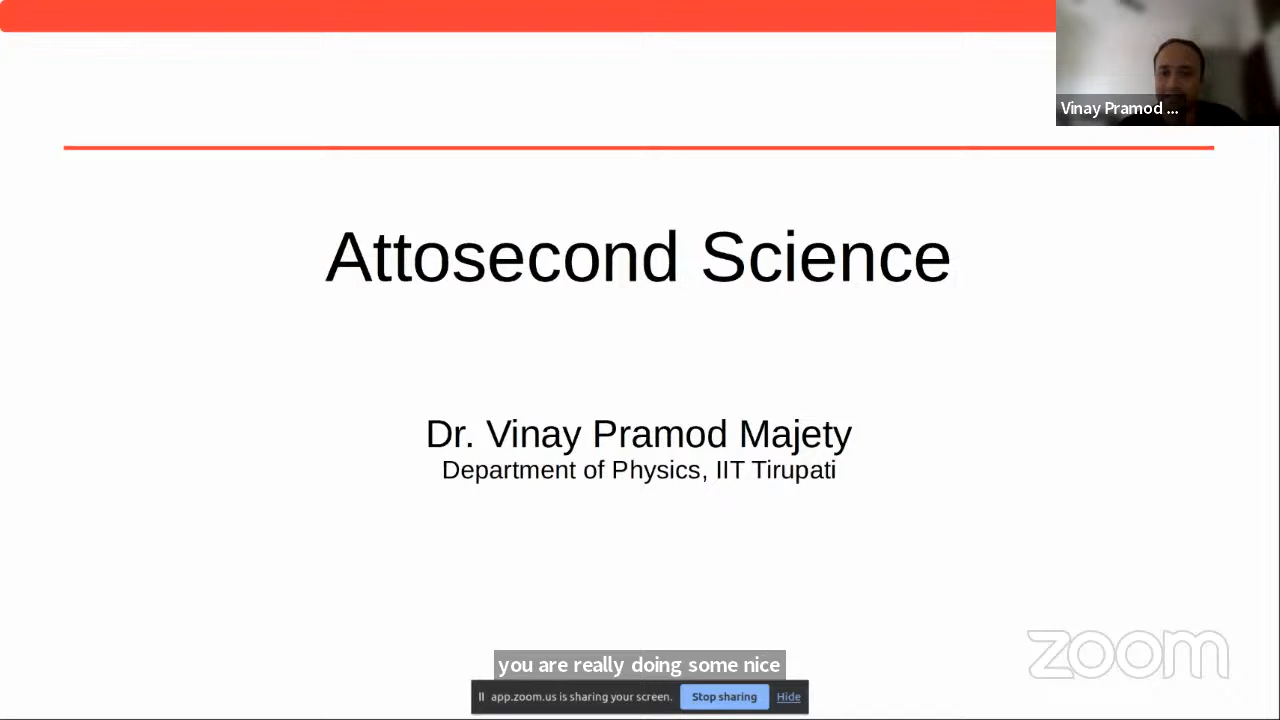 Vinay Pramod ...
Attosecond Science
Dr. Vinay Pramod Majety
Department of Physics, IIT Tirupati
zoom
you are really doing some nice
app.zoom.us is sharing your screen. Stop sharing Hide